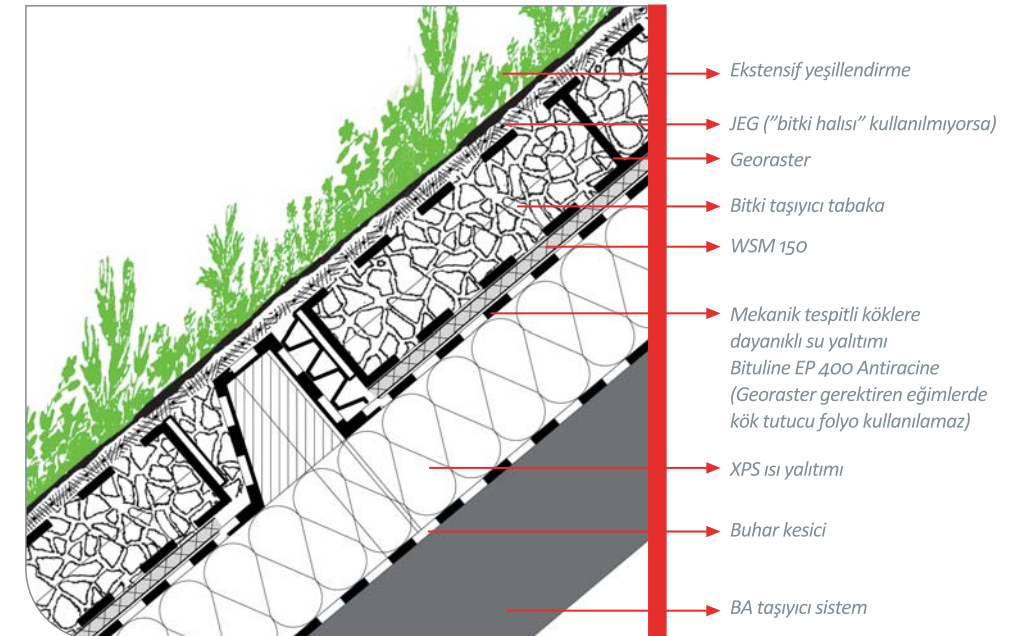 Ekstensif yeşillendirme
JEG (”bitki halısı” kullanılmıyorsa)
Georaster
Bitki taşıyıcı tabaka
WSM 150
Mekanik tespitli köklere
dayanıklı su yalıtımı
Bituline EP 400 Antiracine
(Georaster gerektiren eğimlerde
kök tutucu folyo kullanılamaz)
XPS ısı yalıtımı
Buhar kesici
BA taşıyıcı sistem